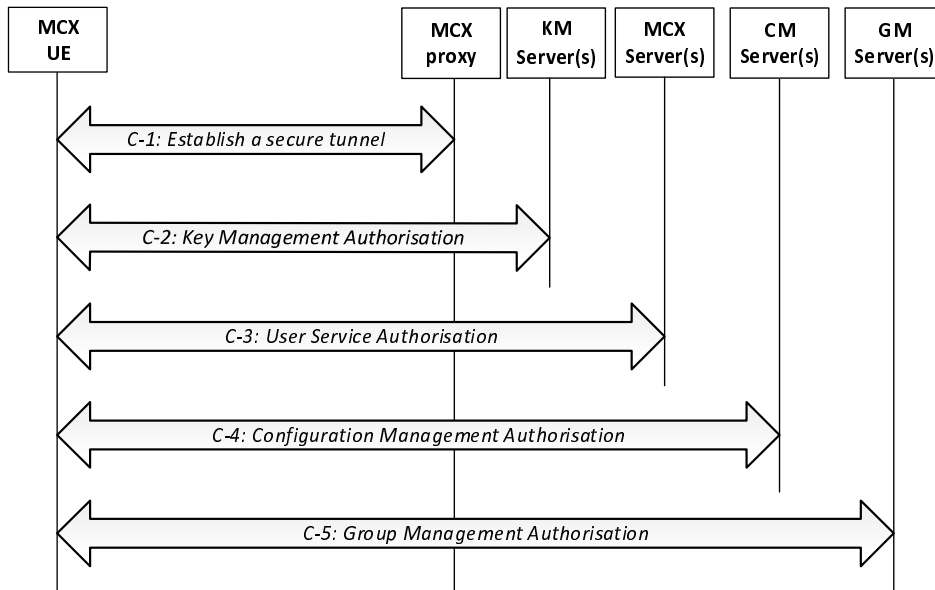 MCX
UE
MCX
proxy
KM
Server(s)
MCX
Server(s)
CM
Server(s)
GM
Server(s)
C-1: Establish a secure tunnel
C-2: Key Management Authorisation
C-3: User Service Authorisation
C-4: Configuration Management Authorisation
C-5: Group Management Authorisation